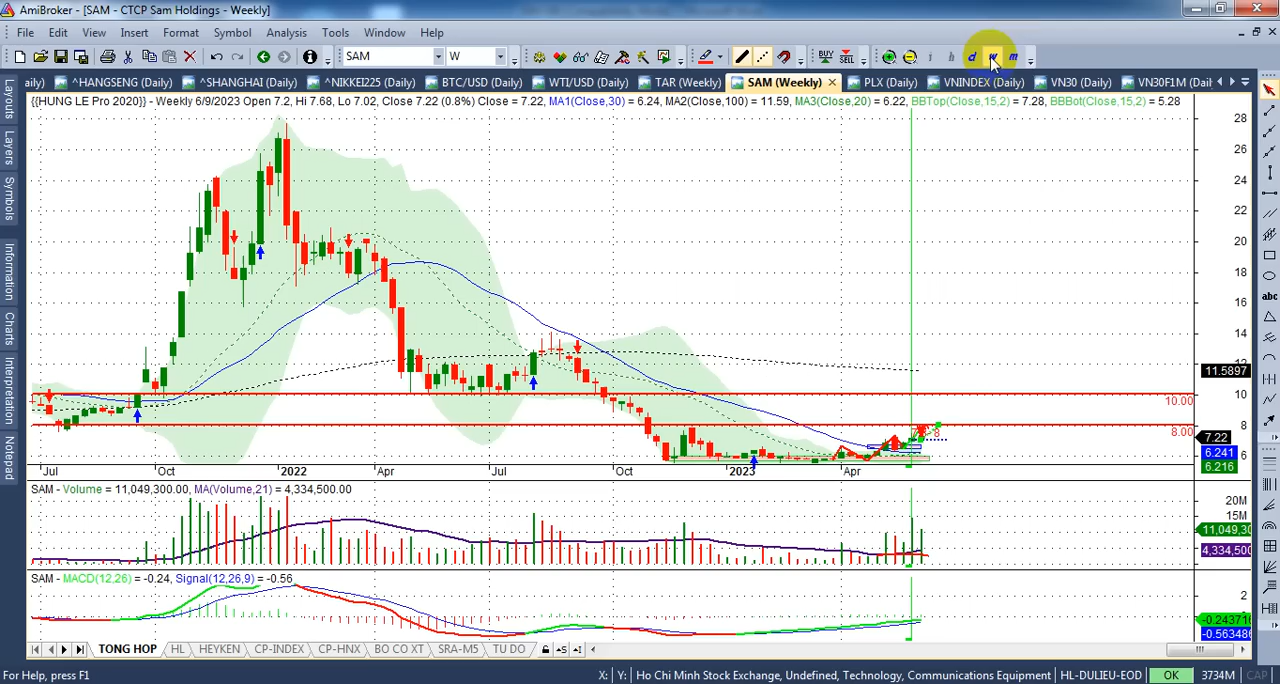 AmiBroker - [SAM - CTCP Sam Holdings - Weekly]
File Edit View Insert Format Symbol Analysis Tools Window Help
SAM W BUY SELL i h d w m
aily) ^HANGSENG (Daily) ^SHANGHAI (Daily) ^NIKKEI225 (Daily) BTC/USD (Daily) WTI/USD (Daily) TAR (Weekly) SAM (Weekly) PLX (Daily) VNINDEX (Daily) VN30 (Daily) VN30F1M (Dail
Layouts
Layers
Symbols
Information
Charts
Interpretation
Notepad
{{HUNG LE Pro 2020}} - Weekly 6/9/2023 Open 7.2, Hi 7.68, Lo 7.02, Close 7.22 (0.8%) Close = 7.22, MA1(Close,30) = 6.24, MA2(Close,100) = 11.59, MA3(Close,20) = 6.22, BBTop(Close,15,2) = 7.28, BBBot(Close,15,2) = 5.28
28
26
24
22
20
18
16
14
12
11.5897
10
10.00
8
8.00
7.22
6
6.241
6.216
Jul Oct 2022 Apr Jul Oct 2023 Apr
SAM - Volume = 11,049,300.00, MA(Volume,21) = 4,334,500.00
20M
15M
11,049,30
4,334,500
SAM - MACD(12,26) = -0.24, Signal(12,26,9) = -0.56
2
-0.243716
-0.563486
TONG HOP HL HEYKEN CP-INDEX CP-HNX BO CO XT SRA-M5 TU DO
For Help, press F1 X: Y: Ho Chi Minh Stock Exchange, Undefined, Technology, Communications Equipment HL-DULIEU-EOD OK 3734M CAP
abc